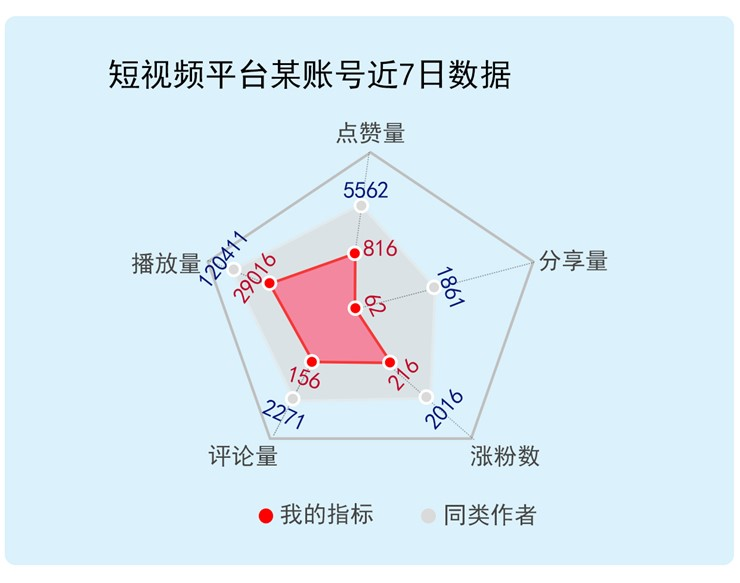 短视频平台某账号近7日数据
点赞量
5562
816
播放量
120411
29016
分享量
1861
62
评论量
156
2271
涨粉数
216
2016
我的指标
同类作者